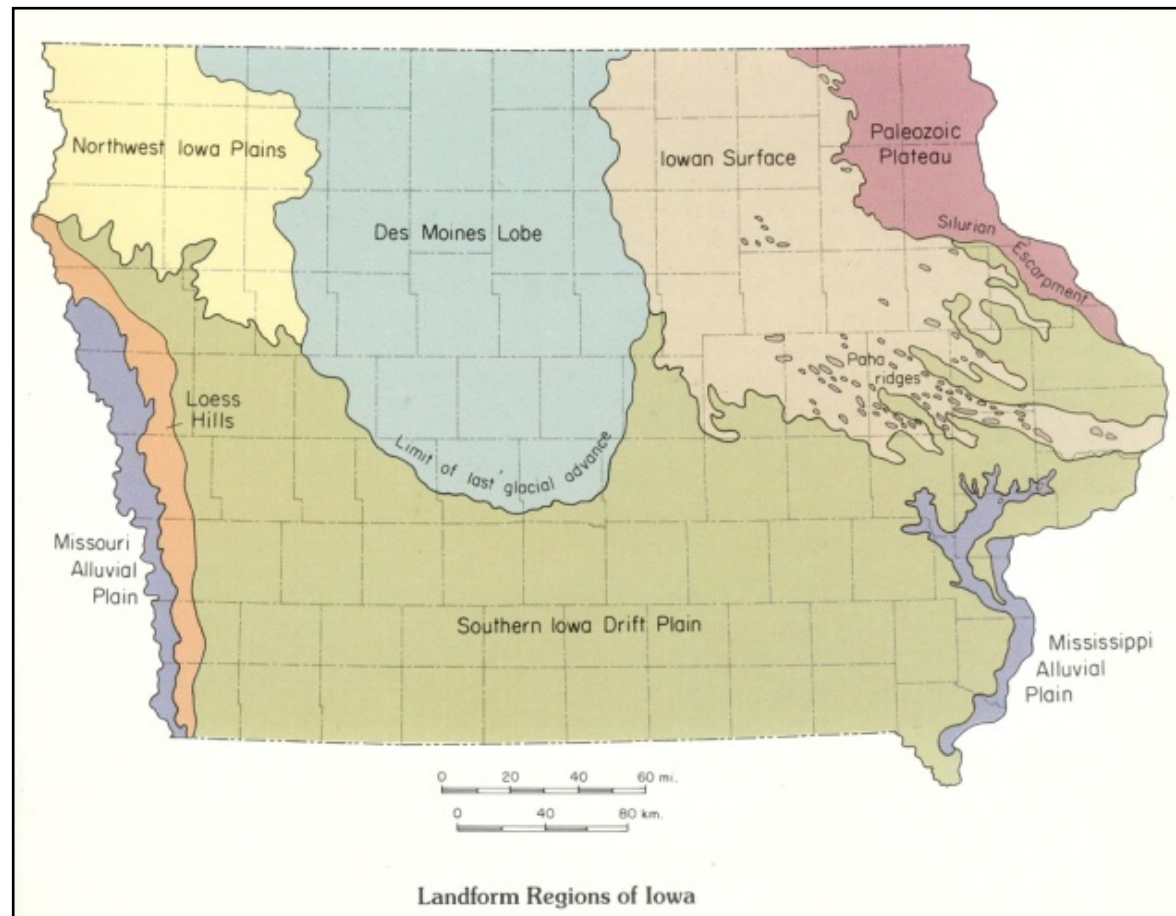 Northwest Iowa Plains
Des Moines Lobe
Iowan Surface
Paleozoic
Plateau
Silurian Escarpment
Paha
ridges
Loess
Hills
Limit of last glacial advance
Missouri
Alluvial
Plain
Southern Iowa Drift Plain
Mississippi
Alluvial
Plain
0 20 40 60 mi.
0 40 80 km.
Landform Regions of Iowa